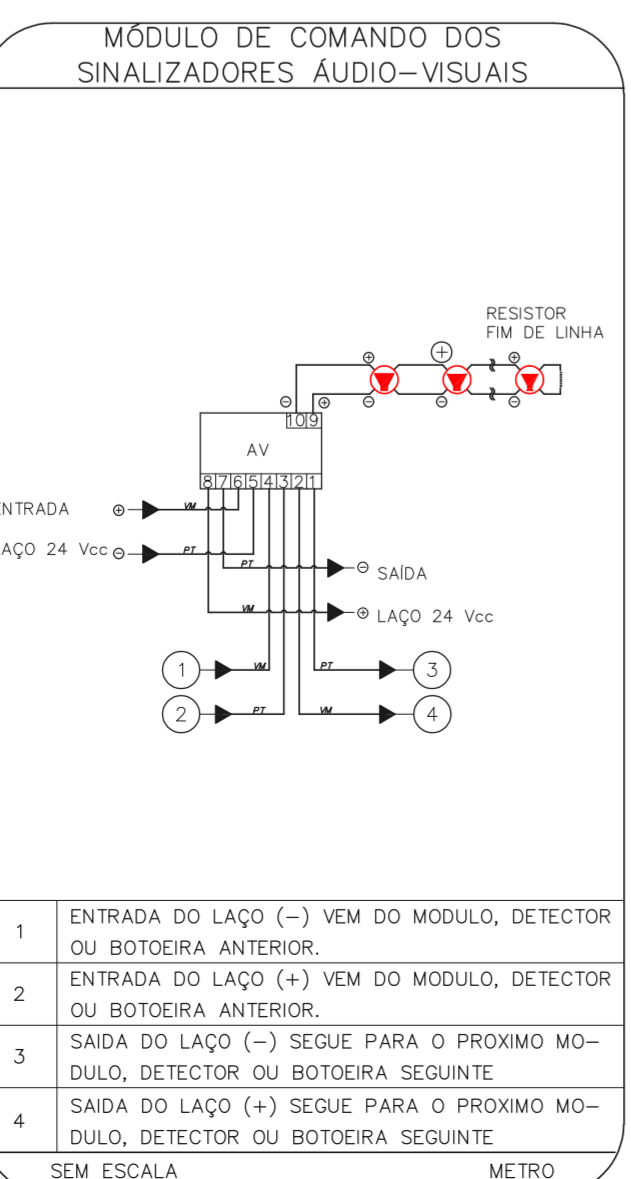 MÓDULO DE COMANDO DOS
SINALIZADORES ÁUDIO–VISUAIS
RESISTOR
FIM DE LINHA
⊕ ⊕ ⊕
⊖ ⊕ ⊖ ⊖ ⊖
10 9
AV
8 7 6 5 4 3 2 1
NTRADA ⊕ VM
AÇO 24 Vcc ⊖ PT
PT ⊖ SAÍDA
VM ⊕ LAÇO 24 Vcc
1 VM PT 3
2 PT VM 4
1 ENTRADA DO LAÇO (–) VEM DO MODULO, DETECTOR
OU BOTOEIRA ANTERIOR.
2 ENTRADA DO LAÇO (+) VEM DO MODULO, DETECTOR
OU BOTOEIRA ANTERIOR.
3 SAIDA DO LAÇO (–) SEGUE PARA O PROXIMO MO–
DULO, DETECTOR OU BOTOEIRA SEGUINTE
4 SAIDA DO LAÇO (+) SEGUE PARA O PROXIMO MO–
DULO, DETECTOR OU BOTOEIRA SEGUINTE
SEM ESCALA METRO